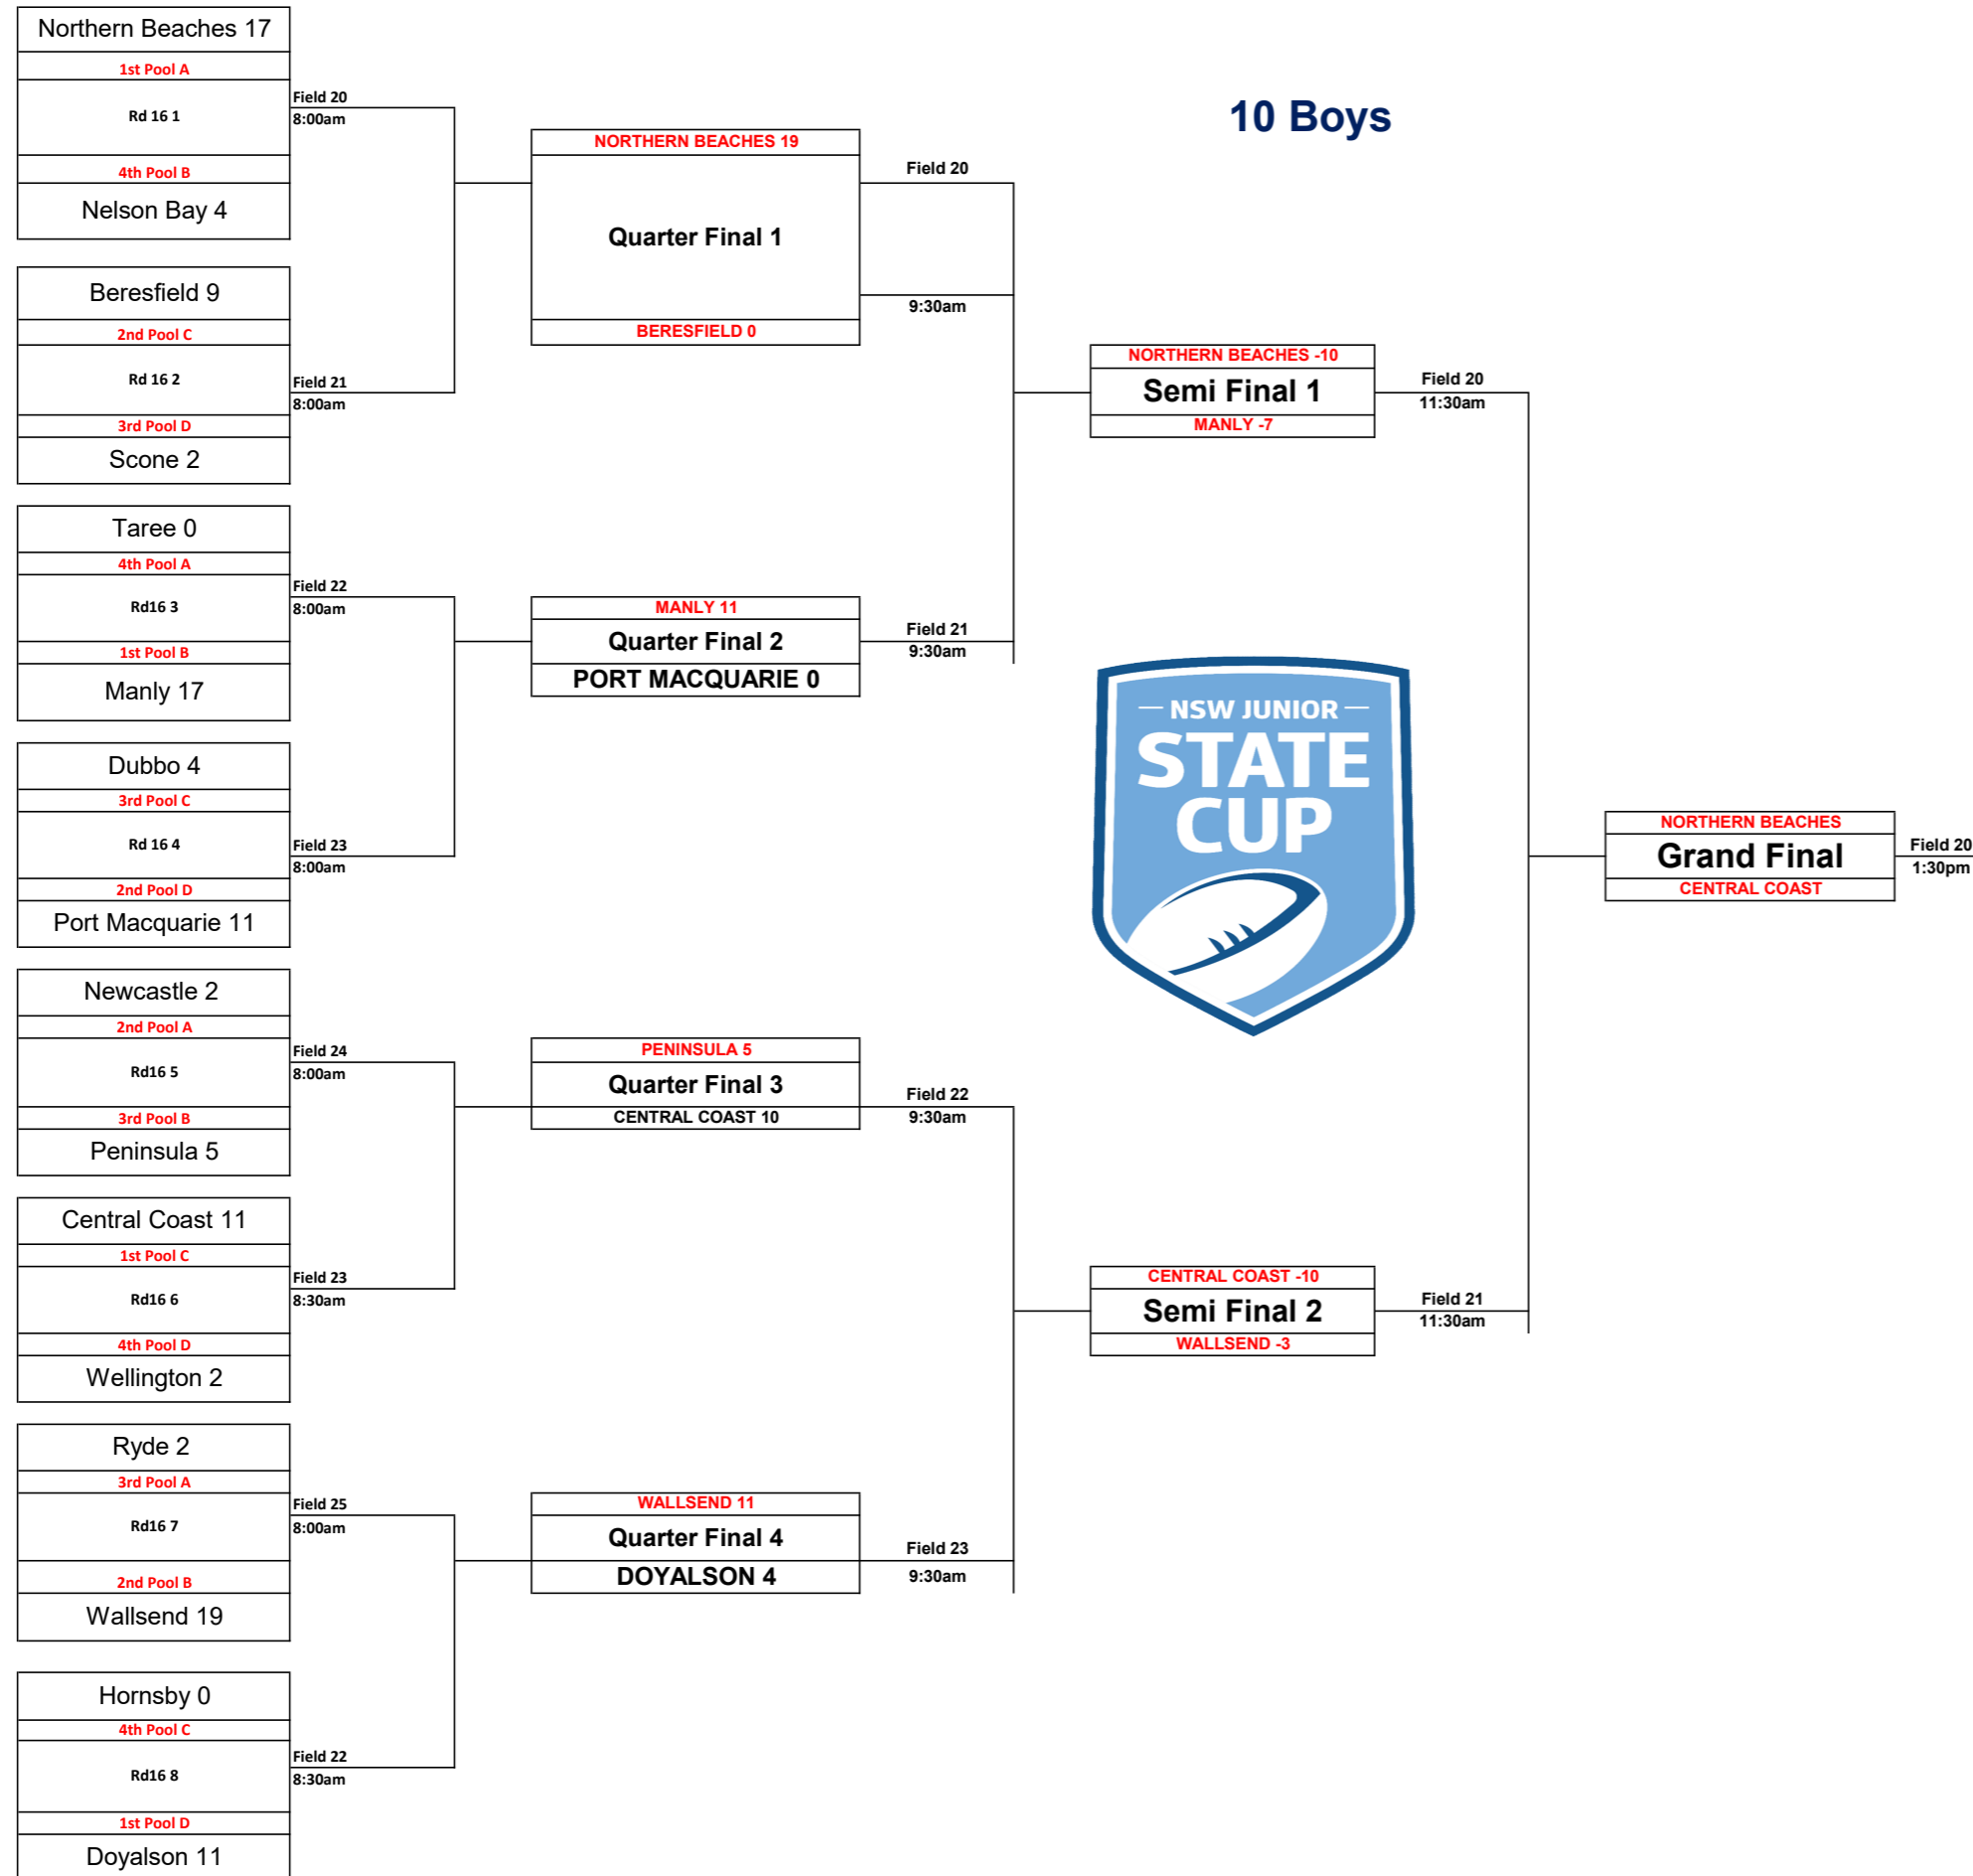 10 Boys
Northern Beaches 17
1st Pool A
Rd 16 1
4th Pool B
Nelson Bay 4
Field 20
8:00am
Beresfield 9
2nd Pool C
Rd 16 2
3rd Pool D
Scone 2
Field 21
8:00am
Taree 0
4th Pool A
Rd16 3
1st Pool B
Manly 17
Field 22
8:00am
Dubbo 4
3rd Pool C
Rd 16 4
2nd Pool D
Port Macquarie 11
Field 23
8:00am
Newcastle 2
2nd Pool A
Rd16 5
3rd Pool B
Peninsula 5
Field 24
8:00am
Central Coast 11
1st Pool C
Rd16 6
4th Pool D
Wellington 2
Field 23
8:30am
Ryde 2
3rd Pool A
Rd16 7
2nd Pool B
Wallsend 19
Field 25
8:00am
Hornsby 0
4th Pool C
Rd16 8
1st Pool D
Doyalson 11
Field 22
8:30am
NORTHERN BEACHES 19
Quarter Final 1
BERESFIELD 0
Field 20
9:30am
MANLY 11
Quarter Final 2
PORT MACQUARIE 0
Field 21
9:30am
PENINSULA 5
Quarter Final 3
CENTRAL COAST 10
Field 22
9:30am
WALLSEND 11
Quarter Final 4
DOYALSON 4
Field 23
9:30am
NORTHERN BEACHES -10
Semi Final 1
MANLY -7
Field 20
11:30am
NSW JUNIOR
STATE
CUP
CENTRAL COAST -10
Semi Final 2
WALLSEND -3
Field 21
11:30am
NORTHERN BEACHES
Grand Final
CENTRAL COAST
Field 20
1:30pm